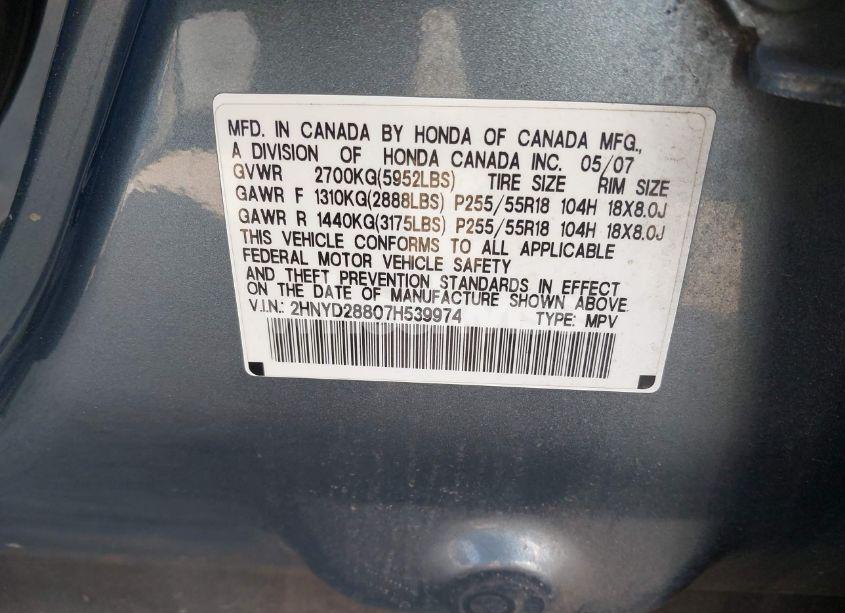 MFD. IN CANADA BY HONDA OF CANADA MFG.,
A DIVISION OF HONDA CANADA INC. 05/07
GVWR 2700KG(5952LBS) TIRE SIZE RIM SIZE
GAWR F 1310KG(2888LBS) P255/55R18 104H 18X8.0J
GAWR R 1440KG(3175LBS) P255/55R18 104H 18X8.0J
THIS VEHICLE CONFORMS TO ALL APPLICABLE
FEDERAL MOTOR VEHICLE SAFETY
AND THEFT PREVENTION STANDARDS IN EFFECT
ON THE DATE OF MANUFACTURE SHOWN ABOVE.
V.I.N.: 2HNYD28807H539974 TYPE: MPV